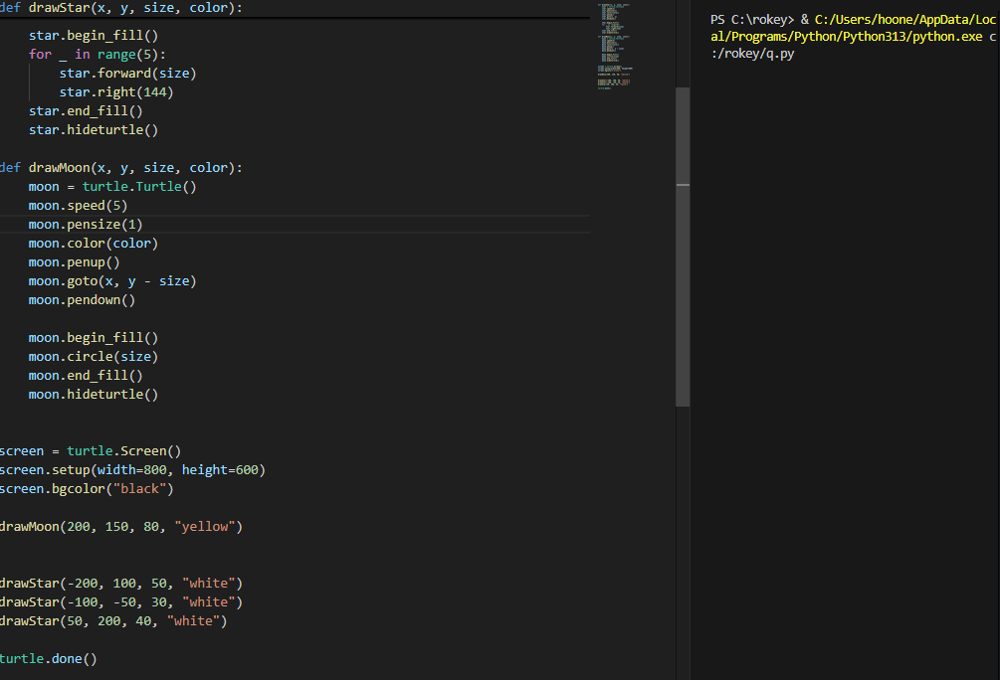 def drawStar(x, y, size, color):
    star.begin_fill()
    for _ in range(5):
        star.forward(size)
        star.right(144)
    star.end_fill()
    star.hideturtle()
def drawMoon(x, y, size, color):
    moon = turtle.Turtle()
    moon.speed(5)
    moon.pensize(1)
    moon.color(color)
    moon.penup()
    moon.goto(x, y - size)
    moon.pendown()
    moon.begin_fill()
    moon.circle(size)
    moon.end_fill()
    moon.hideturtle()
screen = turtle.Screen()
screen.setup(width=800, height=600)
screen.bgcolor("black")
drawMoon(200, 150, 80, "yellow")
drawStar(-200, 100, 50, "white")
drawStar(-100, -50, 30, "white")
drawStar(50, 200, 40, "white")
turtle.done()
PS C:\rokey> & C:/Users/hoone/AppData/Loc
al/Programs/Python/Python313/python.exe c
:/rokey/q.py